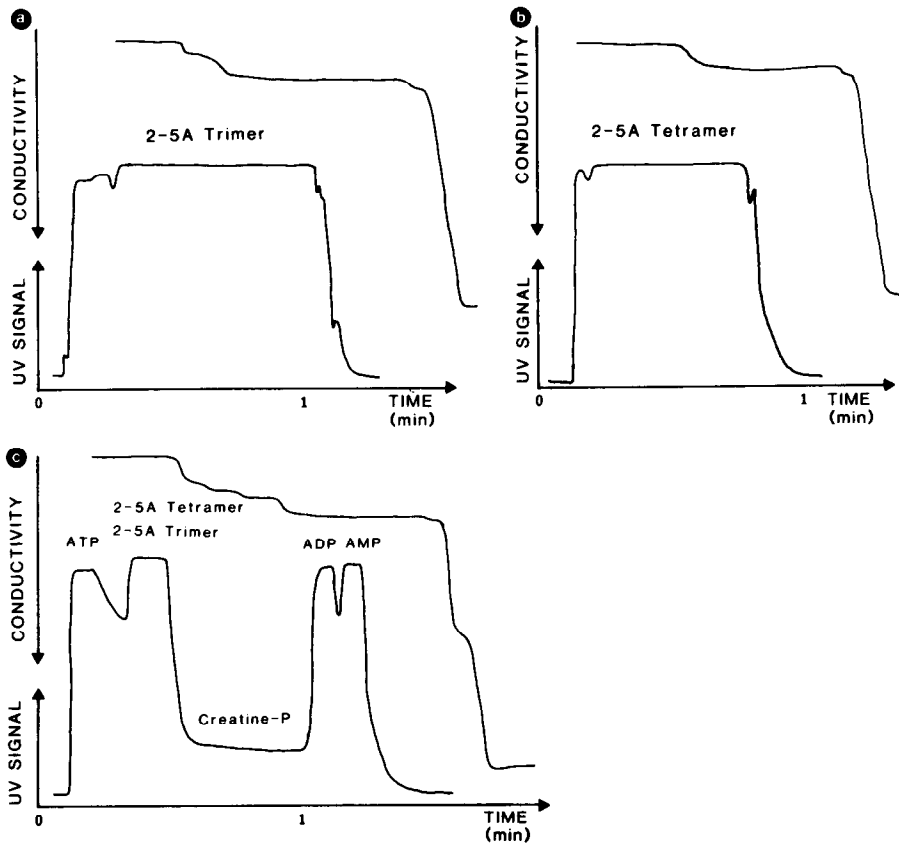 a
CONDUCTIVITY
2-5A Trimer
UV SIGNAL
0
1
TIME
(min)
b
CONDUCTIVITY
2-5A Tetramer
UV SIGNAL
0
1
TIME
(min)
c
CONDUCTIVITY
2-5A Tetramer
2-5A Trimer
ATP
ADP AMP
Creatine-P
UV SIGNAL
0
1
TIME
(min)